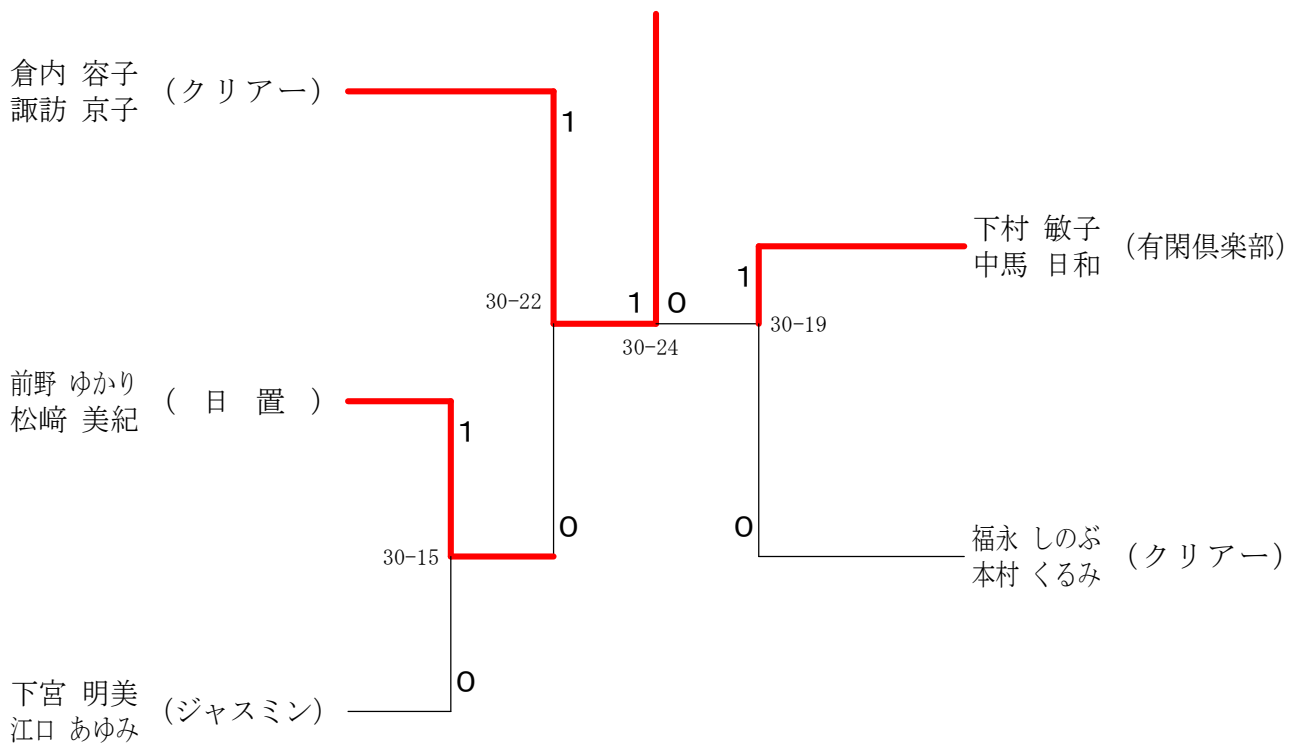 倉内 容子
諏訪 京子
(クリアー)
1
30-22
1
0
30-24
前野 ゆかり
松﨑 美紀
( 日 置 )
1
30-15
0
0
下宮 明美
江口 あゆみ
(ジャスミン)
下村 敏子
中馬 日和
(有閑倶楽部)
1
30-19
0
福永 しのぶ
本村 くるみ
(クリアー)